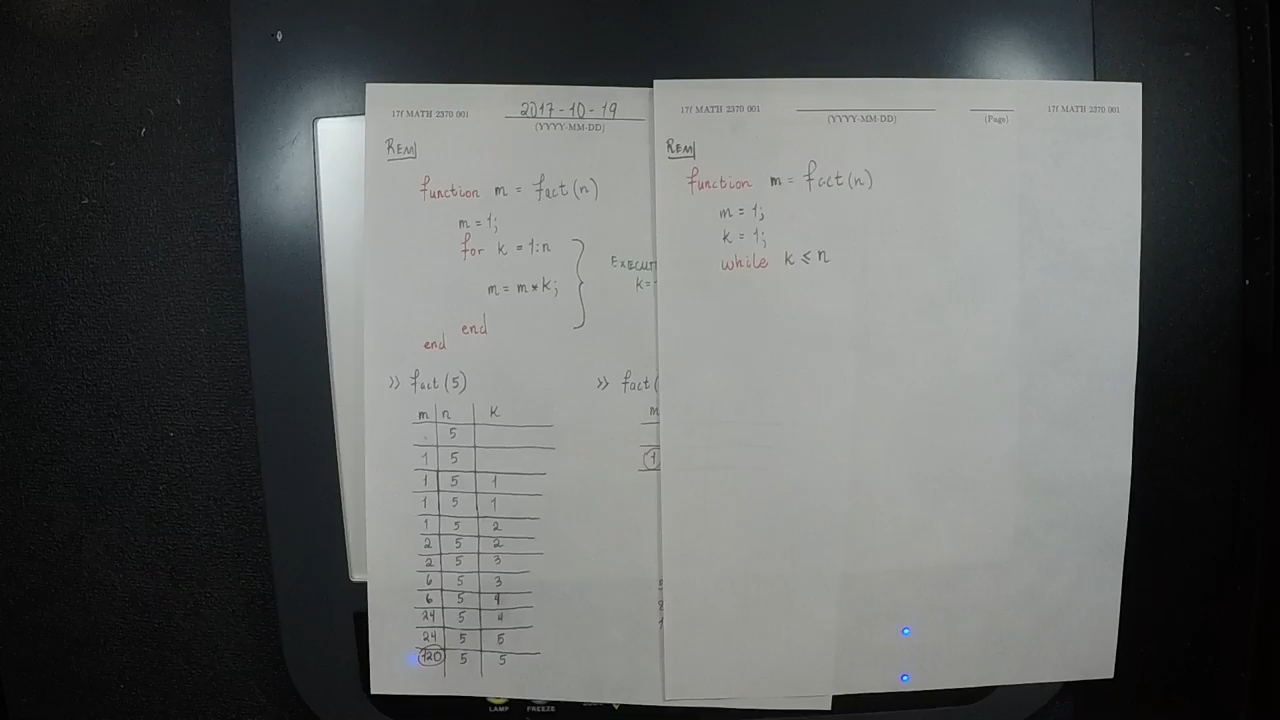 17f MATH 2370 001
2017-10-19
(YYYY-MM-DD)
REM
function m = fact(n)
m = 1;
for k = 1:n
m = m*k;
end
end
k=
>> fact(5)
m n k
5
1 5
1 5 1
1 5 1
1 5 2
2 5 2
2 5 3
6 5 3
6 5 4
24 5 4
24 5 5
120 5 5
>> fact(
m
1
17f MATH 2370 001
(YYYY-MM-DD)
(Page)
17f MATH 2370 001
REM
function m = fact(n)
m = 1;
k = 1;
while k ≤ n
LAMP
FREEZE